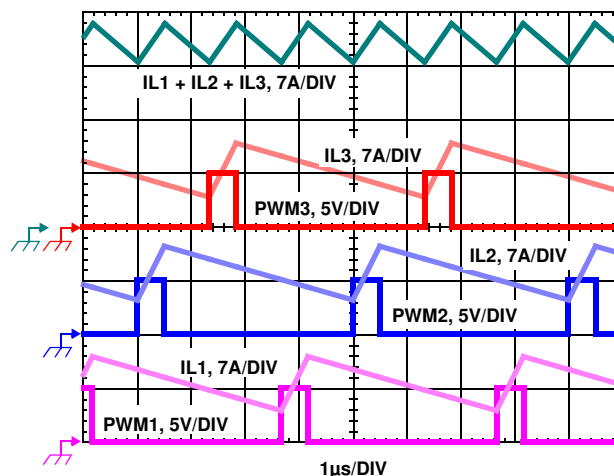 IL1 + IL2 + IL3, 7A/DIV
IL3, 7A/DIV
PWM3, 5V/DIV
IL2, 7A/DIV
PWM2, 5V/DIV
IL1, 7A/DIV
PWM1, 5V/DIV
1µs/DIV